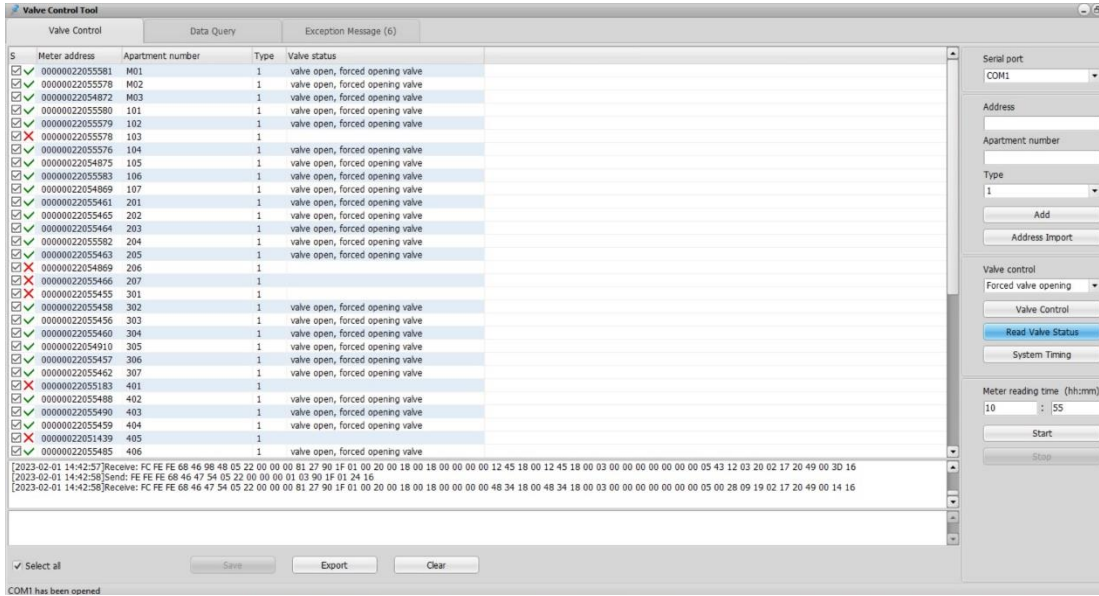 Valve Control Tool
Valve Control Data Query Exception Message (6)
S Meter address Apartment number Type Valve status
00000022055581 M01 1 valve open, forced opening valve
00000022055578 M02 1 valve open, forced opening valve
00000022054872 M03 1 valve open, forced opening valve
00000022055580 101 1 valve open, forced opening valve
00000022055579 102 1 valve open, forced opening valve
00000022055578 103 1
00000022055576 104 1 valve open, forced opening valve
00000022054875 105 1 valve open, forced opening valve
00000022055583 106 1 valve open, forced opening valve
00000022054869 107 1 valve open, forced opening valve
00000022055461 201 1 valve open, forced opening valve
00000022055465 202 1 valve open, forced opening valve
00000022055464 203 1 valve open, forced opening valve
00000022055582 204 1 valve open, forced opening valve
00000022055463 205 1 valve open, forced opening valve
00000022054869 206 1
00000022055466 207 1
00000022055455 301 1
00000022055458 302 1 valve open, forced opening valve
00000022055456 303 1 valve open, forced opening valve
00000022055460 304 1 valve open, forced opening valve
00000022054910 305 1 valve open, forced opening valve
00000022055457 306 1 valve open, forced opening valve
00000022055462 307 1 valve open, forced opening valve
00000022055183 401 1
00000022055488 402 1 valve open, forced opening valve
00000022055490 403 1 valve open, forced opening valve
00000022055459 404 1 valve open, forced opening valve
00000022051439 405 1
00000022055485 406 1 valve open, forced opening valve
[2023-02-01 14:42:57]Receive: FC FE FE 68 46 98 48 05 22 00 00 00 81 27 90 1F 01 00 20 00 18 00 18 00 00 00 00 12 45 18 00 12 45 18 00 03 00 00 00 00 00 00 00 05 43 12 03 20 02 17 20 49 00 3D 16
[2023-02-01 14:42:58]Send: FE FE FE 68 46 47 54 05 22 00 00 00 01 03 90 1F 01 24 16
[2023-02-01 14:42:58]Receive: FC FE FE 68 46 47 54 05 22 00 00 00 81 27 90 1F 01 00 20 00 18 00 18 00 00 00 00 48 34 18 00 48 34 18 00 03 00 00 00 00 00 00 00 05 00 28 09 19 02 17 20 49 00 14 16
Select all Save Export Clear
COM1 has been opened
Serial port
COM1
Address
Apartment number
Type
1
Add
Address Import
Valve control
Forced valve opening
Valve Control
Read Valve Status
System Timing
Meter reading time (hh:mm)
10 : 55
Start
Stop